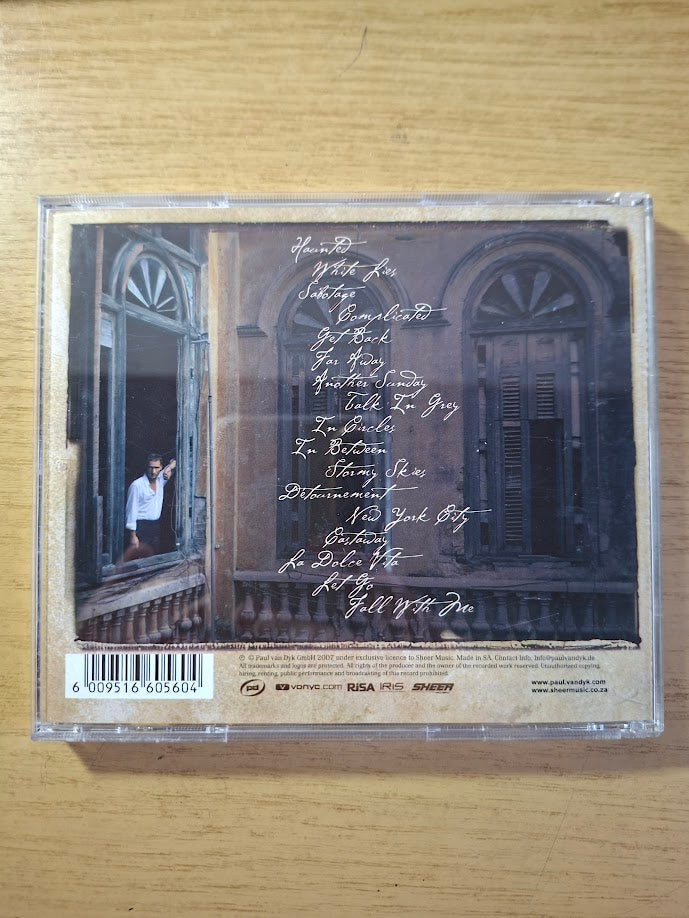 Haunted
White Lies
Sabotage
Complicated
Get Back
Far Away
Another Sunday
Talk In Grey
In Circles
In Between
Stormy Skies
Détournement
New York City
Castaway
La Dolce Vita
Let Go
Fall With Me
℗ © Paul van Dyk GmbH 2007 under exclusive licence to Sheer Music. Made in SA. Contact Info. info@paulvandyk.de
All trademarks and logos are protected. All rights of the producer and the owner of the recorded work reserved. Unauthorised copying,
hiring, renting, public performance and broadcasting of this record prohibited.
6 009516 605604
pd V vonyc.com RiSA IRIS SHEER
www.paul.vandyk.com
www.sheermusic.co.za